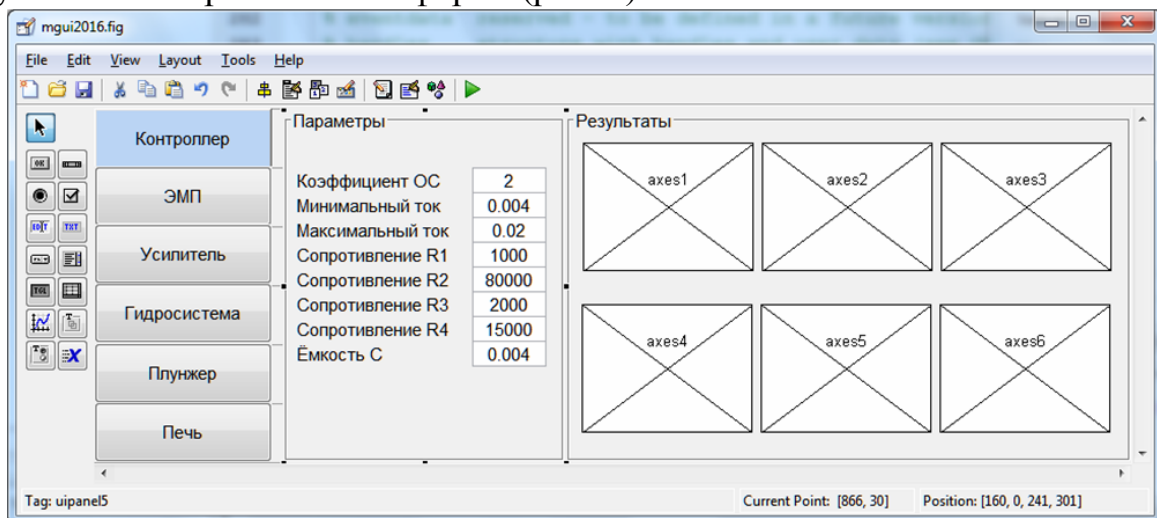 mgui2016.fig
File Edit View Layout Tools Help
Контроллер
ЭМП
Усилитель
Гидросистема
Плунжер
Печь
Параметры
Коэффициент ОС 2
Минимальный ток 0.004
Максимальный ток 0.02
Сопротивление R1 1000
Сопротивление R2 80000
Сопротивление R3 2000
Сопротивление R4 15000
Ёмкость С 0.004
Результаты
axes1 axes2 axes3
axes4 axes5 axes6
Tag: uipanel5 Current Point: [866, 30] Position: [160, 0, 241, 301]